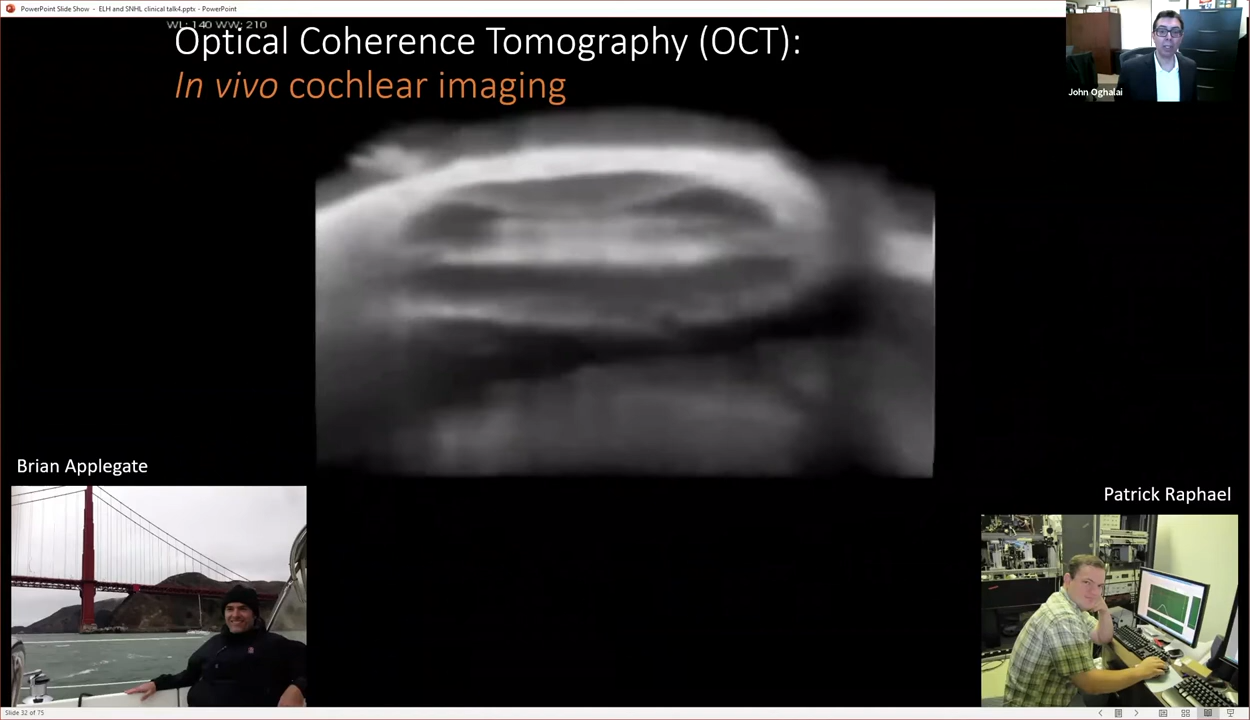 PowerPoint Slide Show - ELH and SNHL clinical talk4.pptx - PowerPoint
WL: 140 WW: 210
Optical Coherence Tomography (OCT):
In vivo cochlear imaging
John Oghalai
Brian Applegate
Patrick Raphael
Slide 32 of 75